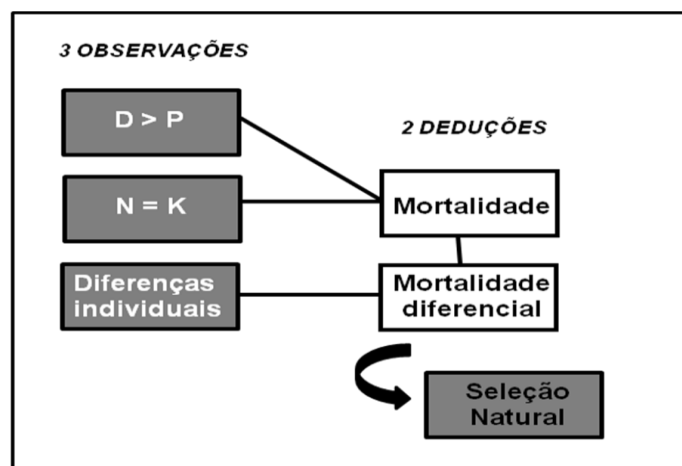 3 OBSERVAÇÕES
D > P
2 DEDUÇÕES
N = K
Mortalidade
Diferenças
individuais
Mortalidade
diferencial
Seleção
Natural